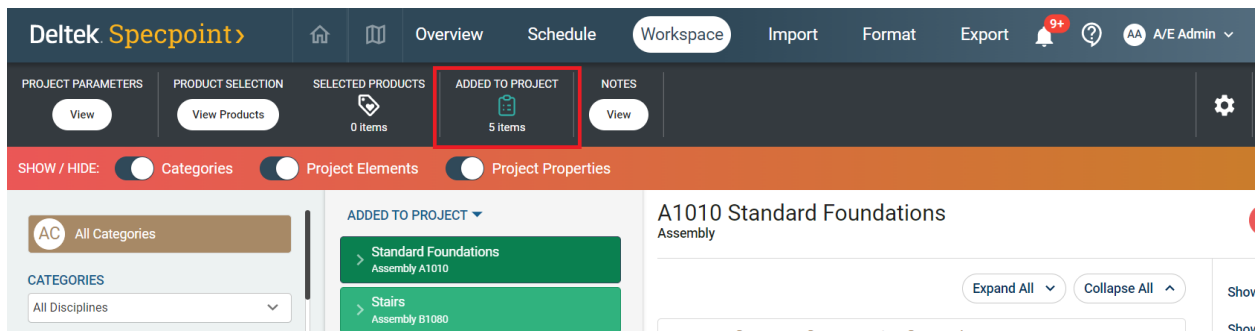 Deltek. Specpoint>
Overview
Schedule
Workspace
Import
Format
Export
9+
AA
A/E Admin
PROJECT PARAMETERS
View
PRODUCT SELECTION
View Products
SELECTED PRODUCTS
0 items
ADDED TO PROJECT
5 items
NOTES
View
SHOW / HIDE:
Categories
Project Elements
Project Properties
AC
All Categories
CATEGORIES
All Disciplines
ADDED TO PROJECT
Standard Foundations
Assembly A1010
Stairs
Assembly B1080
A1010 Standard Foundations
Assembly
Expand All
Collapse All